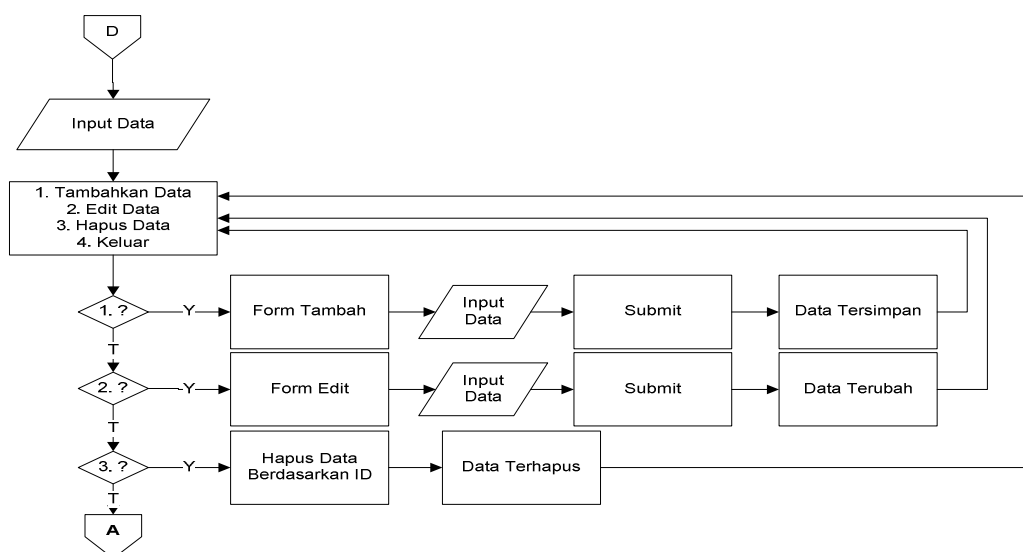 D
Input Data
1. Tambahkan Data
2. Edit Data
3. Hapus Data
4. Keluar
1. ?
Y
Form Tambah
Input
Data
Submit
Data Tersimpan
T
2. ?
Y
Form Edit
Input
Data
Submit
Data Terubah
T
3. ?
Y
Hapus Data
Berdasarkan ID
Data Terhapus
T
A